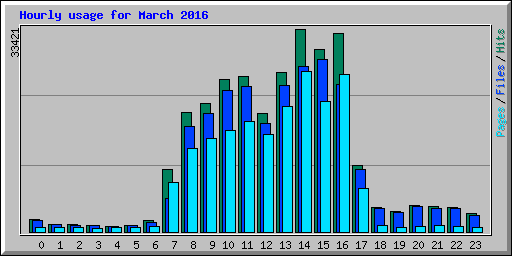 Hourly usage for March 2016
33421
Pages/Files/Hits
0 1 2 3 4 5 6 7 8 9 10 11 12 13 14 15 16 17 18 19 20 21 22 23